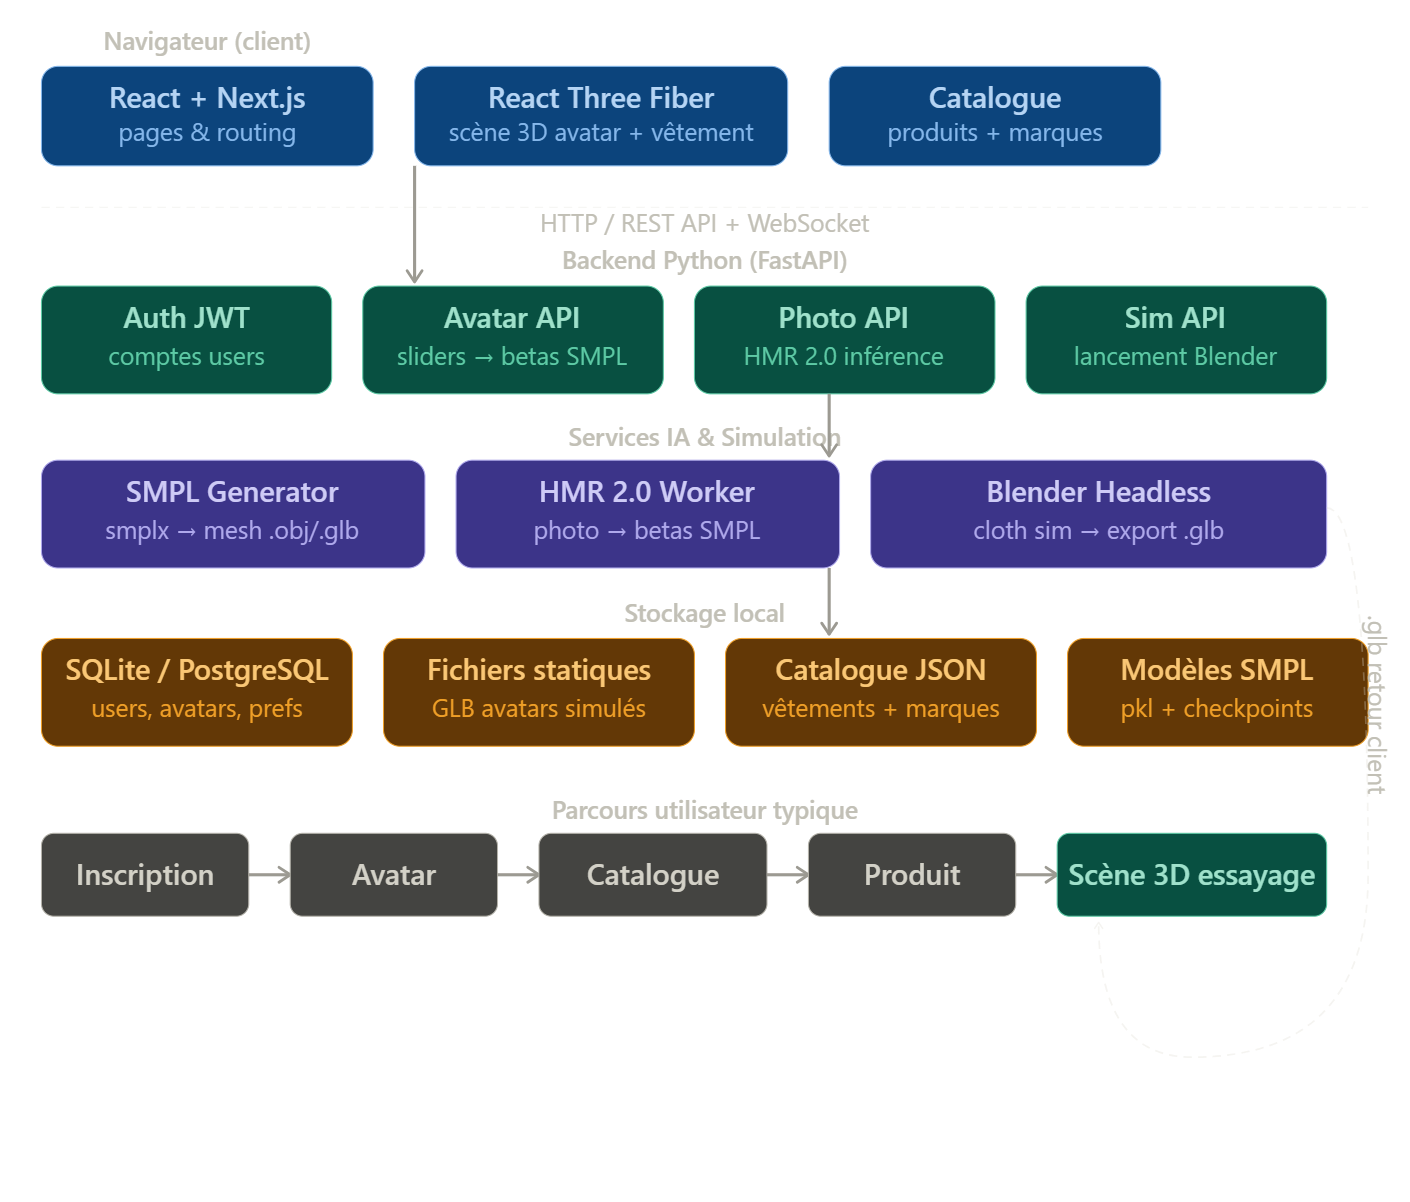 Navigateur (client)
React + Next.js
pages & routing
React Three Fiber
scène 3D avatar + vêtement
Catalogue
produits + marques
HTTP / REST API + WebSocket
Backend Python (FastAPI)
Auth JWT
comptes users
Avatar API
sliders → betas SMPL
Photo API
HMR 2.0 inférence
Sim API
lancement Blender
Services IA & Simulation
SMPL Generator
smplx → mesh .obj/.glb
HMR 2.0 Worker
photo → betas SMPL
Blender Headless
cloth sim → export .glb
Stockage local
SQLite / PostgreSQL
users, avatars, prefs
Fichiers statiques
GLB avatars simulés
Catalogue JSON
vêtements + marques
Modèles SMPL
pkl + checkpoints
.glb retour client
Parcours utilisateur typique
Inscription
Avatar
Catalogue
Produit
Scène 3D essayage